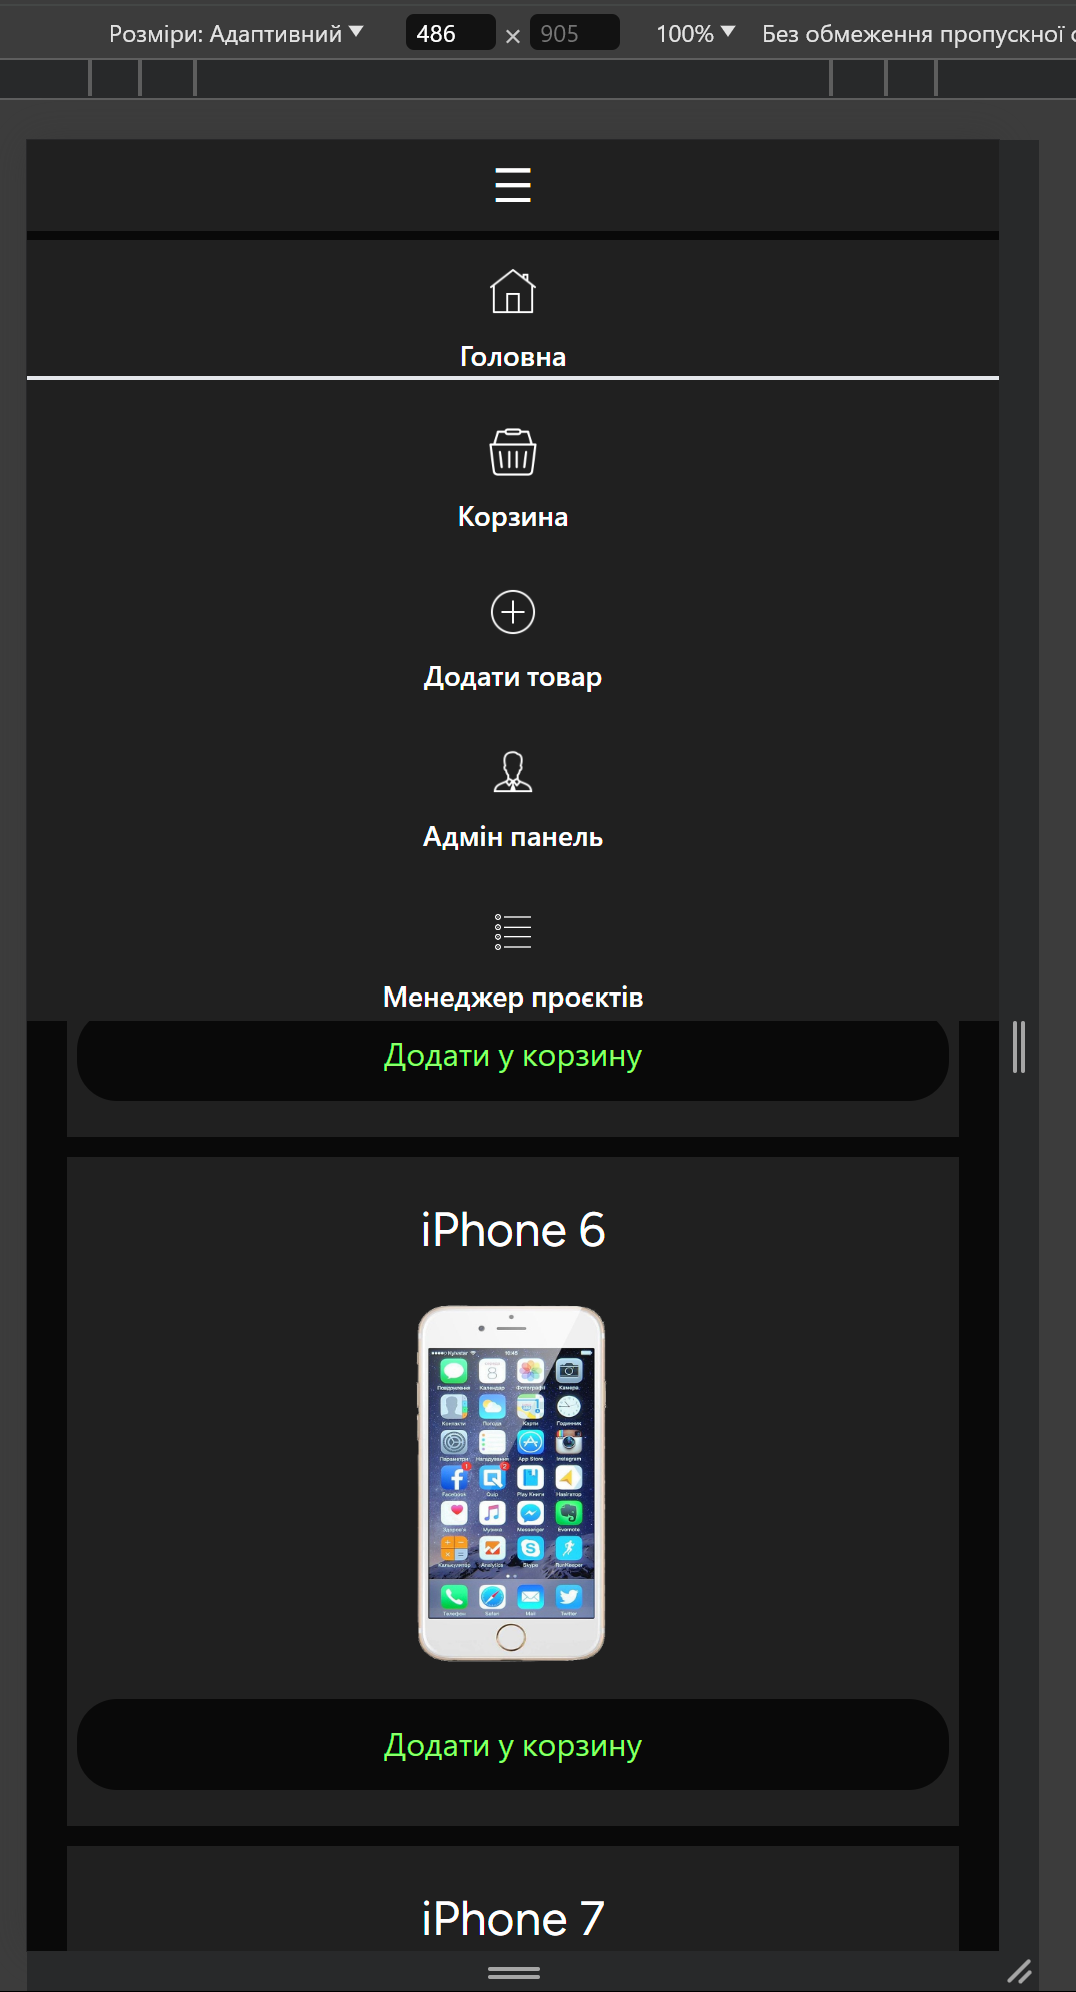 Розміри: Адаптивний 486 × 905 100% Без обмеження пропускної
Головна
Корзина
Додати товар
Адмін панель
Менеджер проєктів
Додати у корзину
iPhone 6
Додати у корзину
iPhone 7